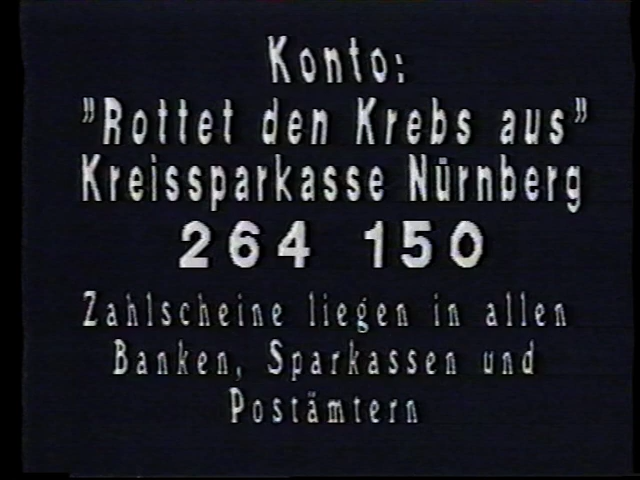 Konto:
"Rottet den Krebs aus"
Kreissparkasse Nürnberg
264 150
Zahlscheine liegen in allen
Banken, Sparkassen und
Postämtern